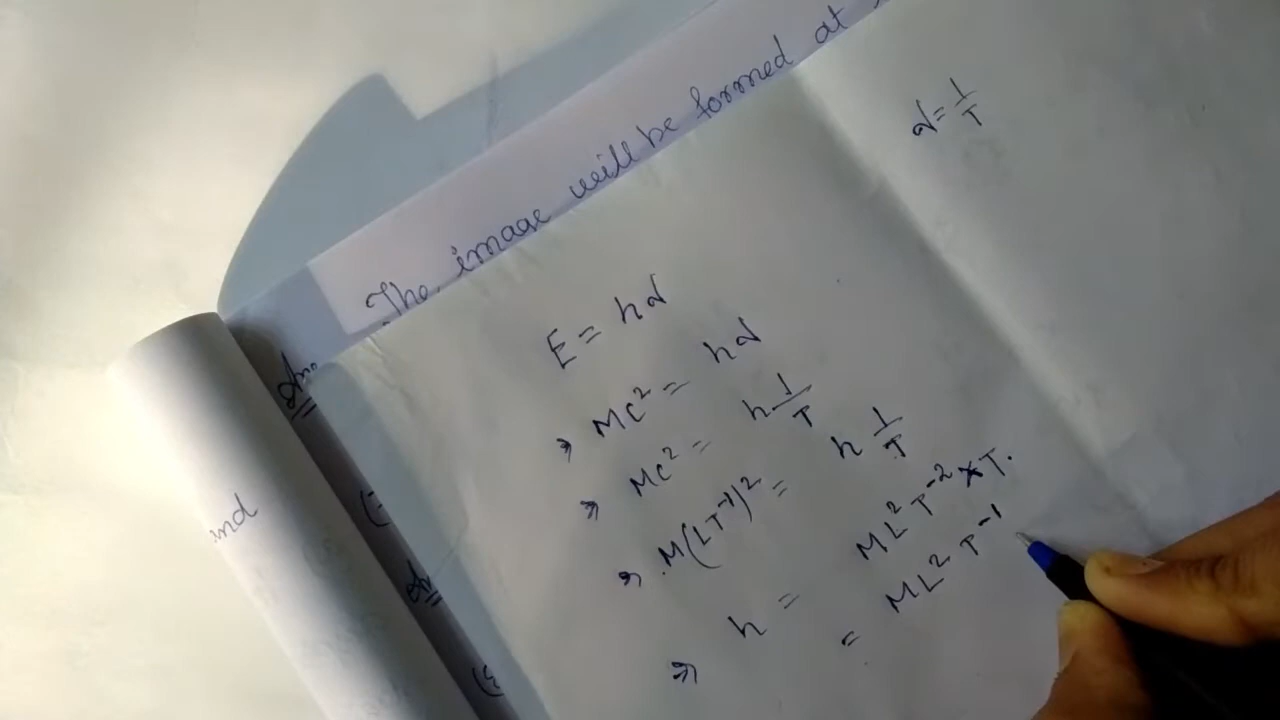 The image will be formed at
ν = 1/T
E = hν
⇒ MC² = hν
⇒ MC² = h 1/T
⇒ M(LT⁻¹)² = h 1/T
⇒ h = ML²T⁻² × T.
= ML²T⁻¹